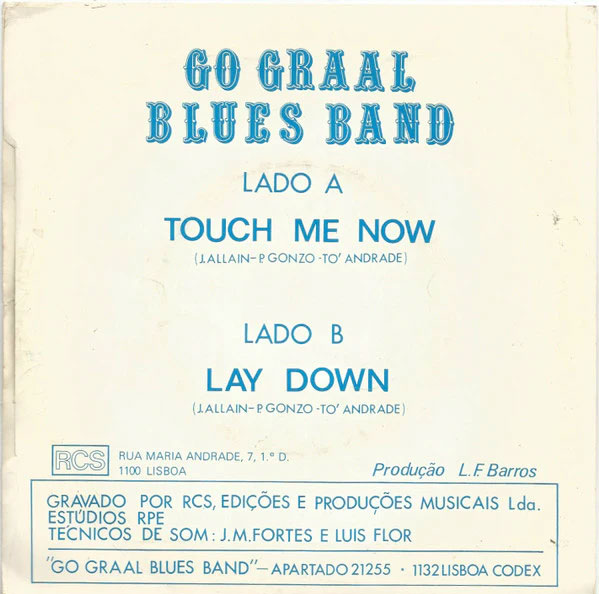 GO GRAAL
BLUES BAND
LADO A
TOUCH ME NOW
(J.ALLAIN-P. GONZO -TO' ANDRADE)
LADO B
LAY DOWN
(J.ALLAIN-P. GONZO -TO' ANDRADE)
RCS
RUA MARIA ANDRADE, 7, 1.º D.
1100 LISBOA
Produção L.F. Barros
GRAVADO POR RCS, EDIÇÕES E PRODUÇÕES MUSICAIS Lda.
ESTÚDIOS RPE
TECNICOS DE SOM: J.M.FORTES E LUIS FLOR
"GO GRAAL BLUES BAND"— APARTADO 21255 · 1132 LISBOA CODEX